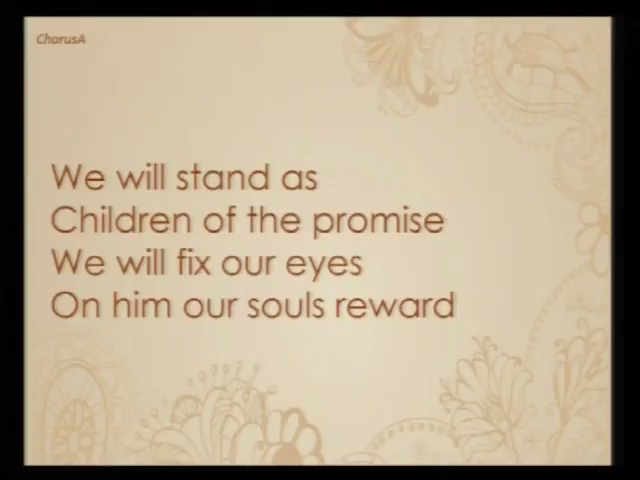 ChorusA
We will stand as
Children of the promise
We will fix our eyes
On him our souls reward